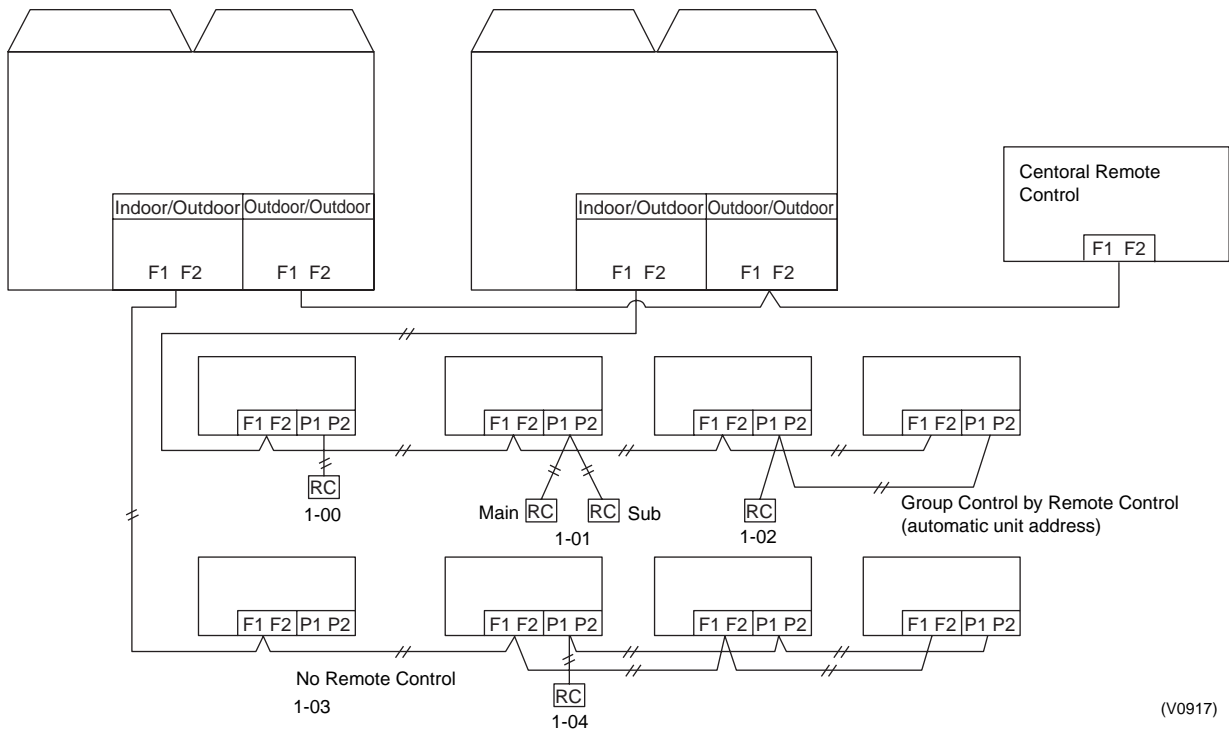 Indoor/Outdoor Outdoor/Outdoor
F1 F2 F1 F2
Indoor/Outdoor Outdoor/Outdoor
F1 F2 F1 F2
Centoral Remote
Control
F1 F2
F1 F2 P1 P2
F1 F2 P1 P2
F1 F2 P1 P2
F1 F2 P1 P2
RC
1-00
Main RC RC Sub
1-01
RC
1-02
Group Control by Remote Control
(automatic unit address)
F1 F2 P1 P2
F1 F2 P1 P2
F1 F2 P1 P2
F1 F2 P1 P2
No Remote Control
1-03
RC
1-04
(V0917)